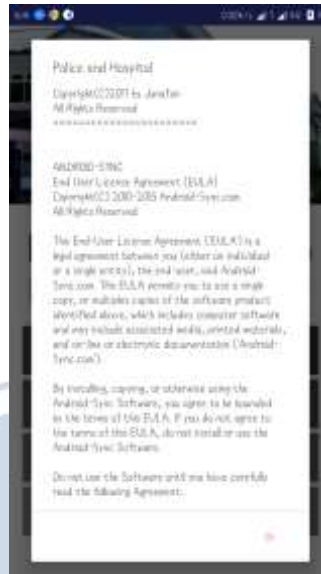 Police and Hospital
Copyright(C)2017 by
All Rights Reserved
************************
ANDROID-SYNC
End User License Agreement (EULA)
Copyright(C) 2010-2015 Android-Sync.com
All Rights Reserved
This End-User License Agreement (EULA) is a
legal agreement between you (either an individual
or a single entity), the end user, and Android-
Sync.com. The EULA permits you to use a single
copy, or multiples copies of the software product
identified above, which includes computer software
and may include associated media, printed materials,
and on-line or electronic documentation ('Android-
Sync.com').
By installing, copying, or otherwise using the
Android-Sync Software, you agree to be bounded
by the terms of this EULA. If you do not agree to
the terms of this EULA, do not install or use the
Android-Sync Software.
Do not use the Software until you have carefully
read the following Agreement.